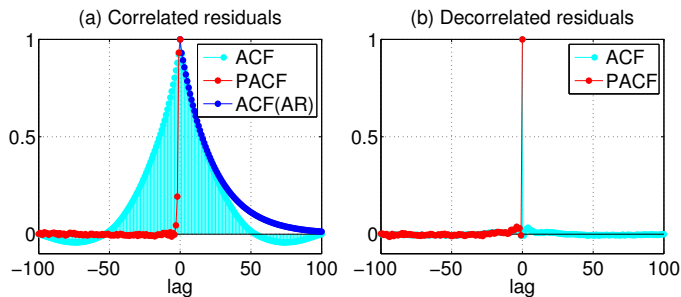 (a) Correlated residuals
1
0.5
0
−100
−50
0
50
100
lag
ACF
PACF
ACF(AR)
(b) Decorrelated residuals
1
0.5
0
−100
−50
0
50
100
lag
ACF
PACF